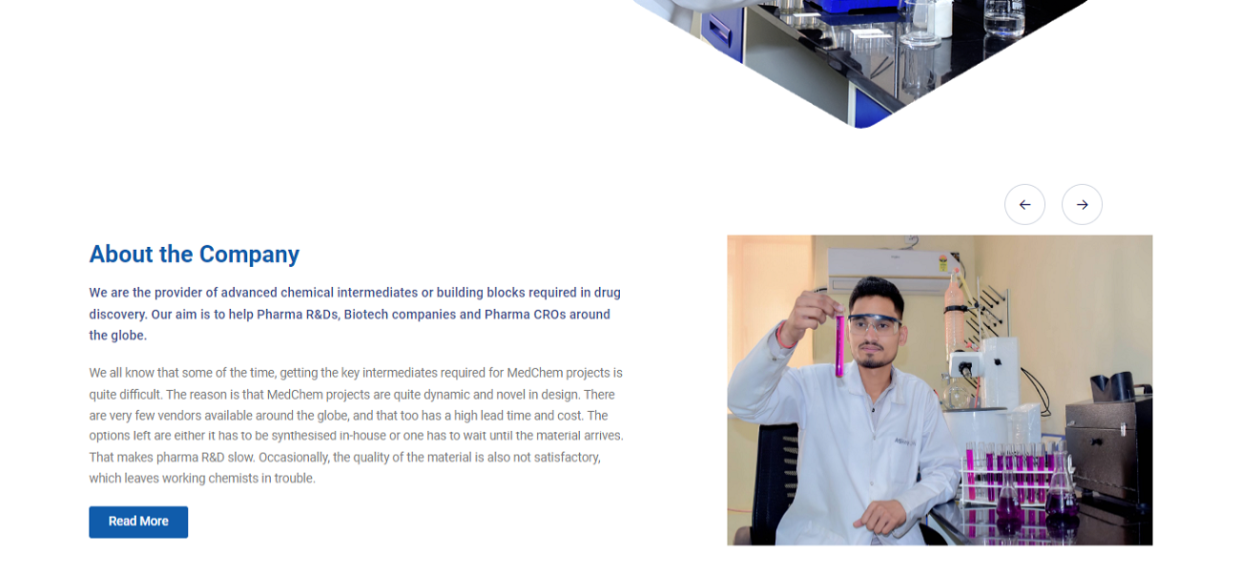 About the Company
We are the provider of advanced chemical intermediates or building blocks required in drug
discovery. Our aim is to help Pharma R&Ds, Biotech companies and Pharma CROs around
the globe.
We all know that some of the time, getting the key intermediates required for MedChem projects is
quite difficult. The reason is that MedChem projects are quite dynamic and novel in design. There
are very few vendors available around the globe, and that too has a high lead time and cost. The
options left are either it has to be synthesised in-house or one has to wait until the material arrives.
That makes pharma R&D slow. Occasionally, the quality of the material is also not satisfactory,
which leaves working chemists in trouble.
Read More